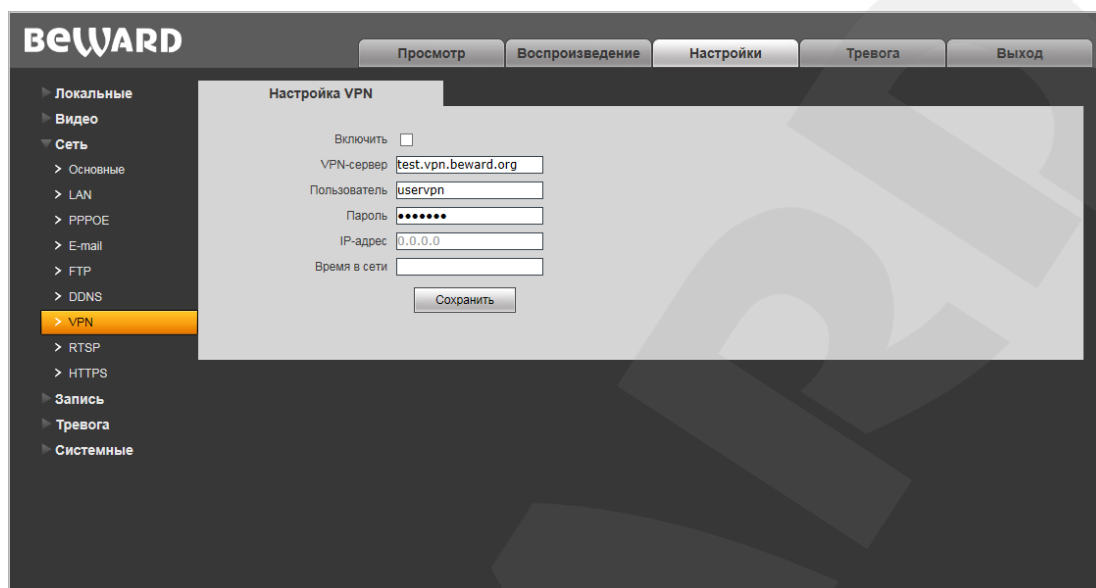 BEWARD
Просмотр
Воспроизведение
Настройки
Тревога
Выход
Локальные
Видео
Сеть
> Основные
> LAN
> PPPOE
> E-mail
> FTP
> DDNS
> VPN
> RTSP
> HTTPS
Запись
Тревога
Системные
Настройка VPN
Включить
VPN-сервер test.vpn.beward.org
Пользователь uservpn
Пароль •••••••
IP-адрес 0.0.0.0
Время в сети
Сохранить